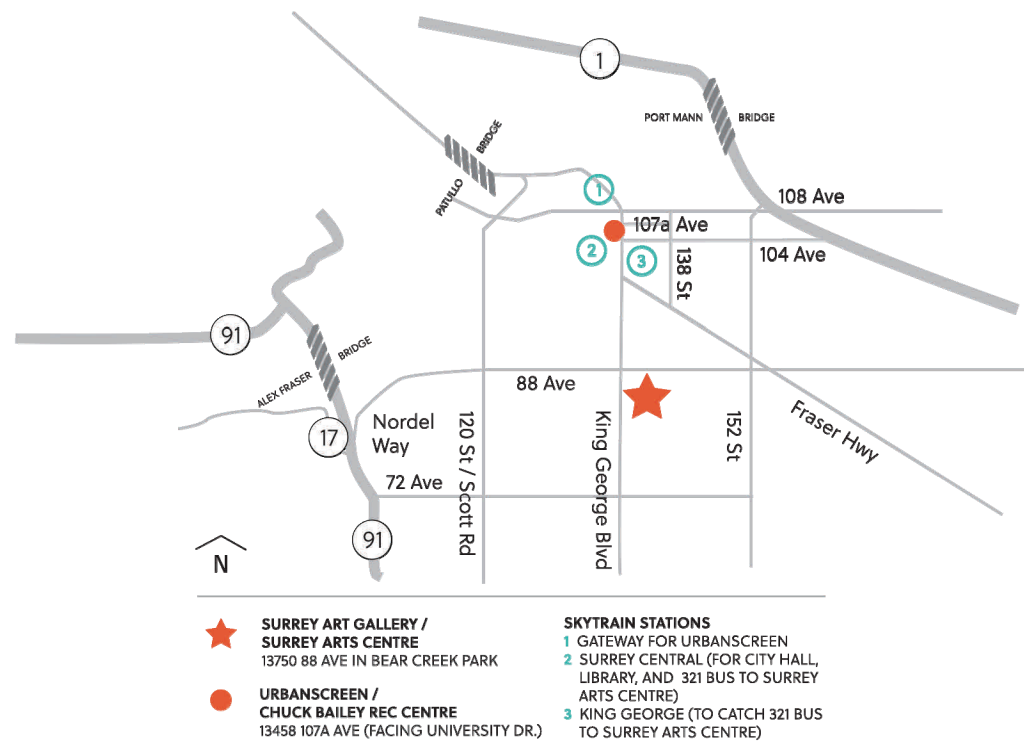 1
PORT MANN BRIDGE
PATULLO BRIDGE
108 Ave
1
107a Ave
2
3
104 Ave
138 St
91
ALEX FRASER BRIDGE
88 Ave
17
Nordel
Way
120 St / Scott Rd
King George Blvd
152 St
Fraser Hwy
72 Ave
91
N
SURREY ART GALLERY /
SURREY ARTS CENTRE
13750 88 AVE IN BEAR CREEK PARK
URBANSCREEN /
CHUCK BAILEY REC CENTRE
13458 107A AVE (FACING UNIVERSITY DR.)
SKYTRAIN STATIONS
1 GATEWAY FOR URBANSCREEN
2 SURREY CENTRAL (FOR CITY HALL,
LIBRARY, AND 321 BUS TO SURREY
ARTS CENTRE)
3 KING GEORGE (TO CATCH 321 BUS
TO SURREY ARTS CENTRE)